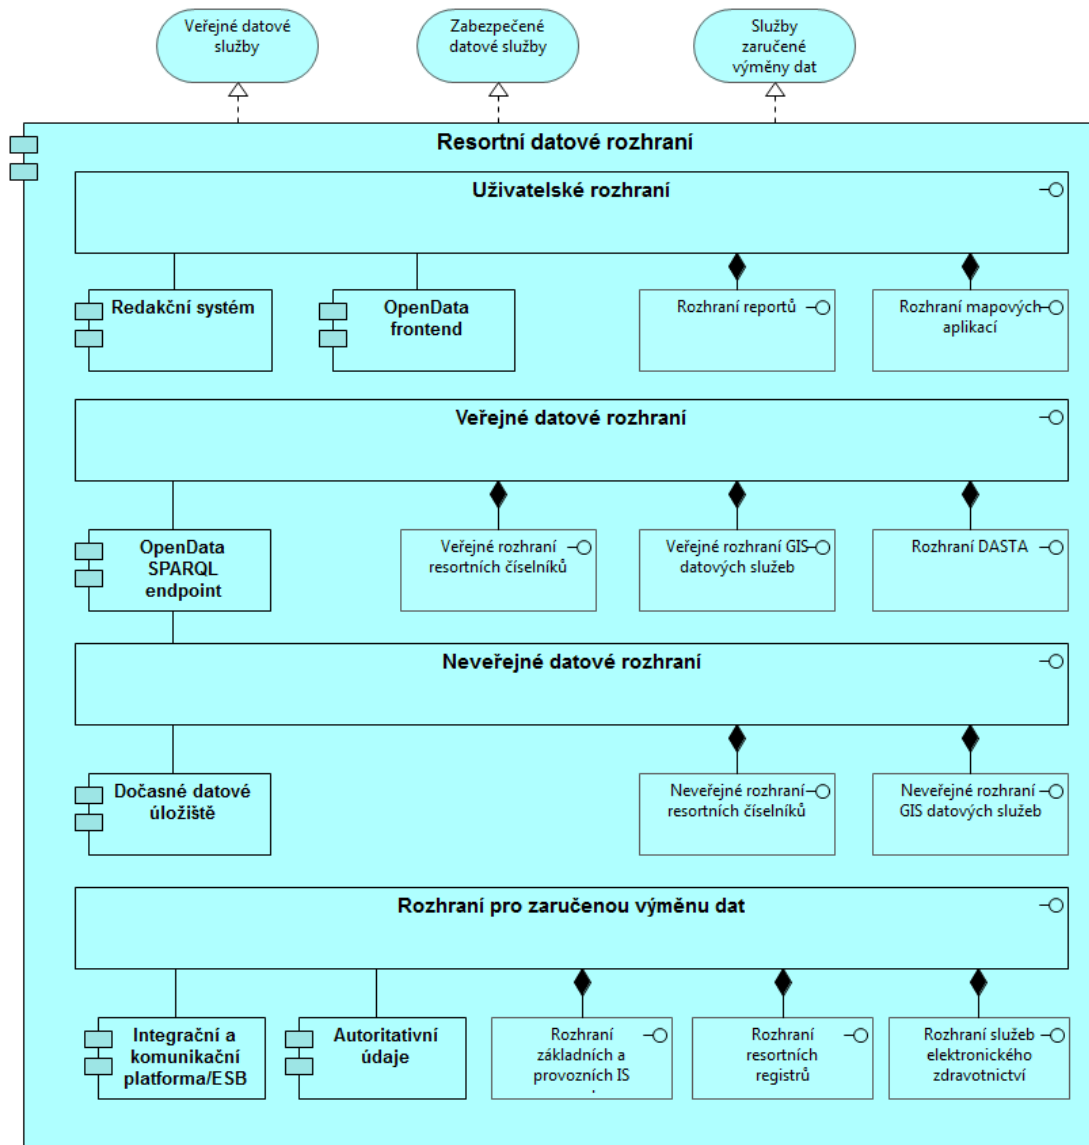 Veřejné datové
služby
Zabezpečené
datové služby
Služby
zaručené
výměny dat
Resortní datové rozhraní
Uživatelské rozhraní
Redakční systém
OpenData
frontend
Rozhraní reportů
Rozhraní mapových
aplikací
Veřejné datové rozhraní
OpenData
SPARQL
endpoint
Veřejné rozhraní
resortních číselníků
Veřejné rozhraní GIS
datových služeb
Rozhraní DASTA
Neveřejné datové rozhraní
Dočasné datové
úložiště
Neveřejné rozhraní
resortních číselníků
Neveřejné rozhraní
GIS datových služeb
Rozhraní pro zaručenou výměnu dat
Integrační a
komunikační
platforma/ESB
Autoritativní
údaje
Rozhraní
základních a
provozních IS
Rozhraní
resortních
registrů
Rozhraní služeb
elektronického
zdravotnictví